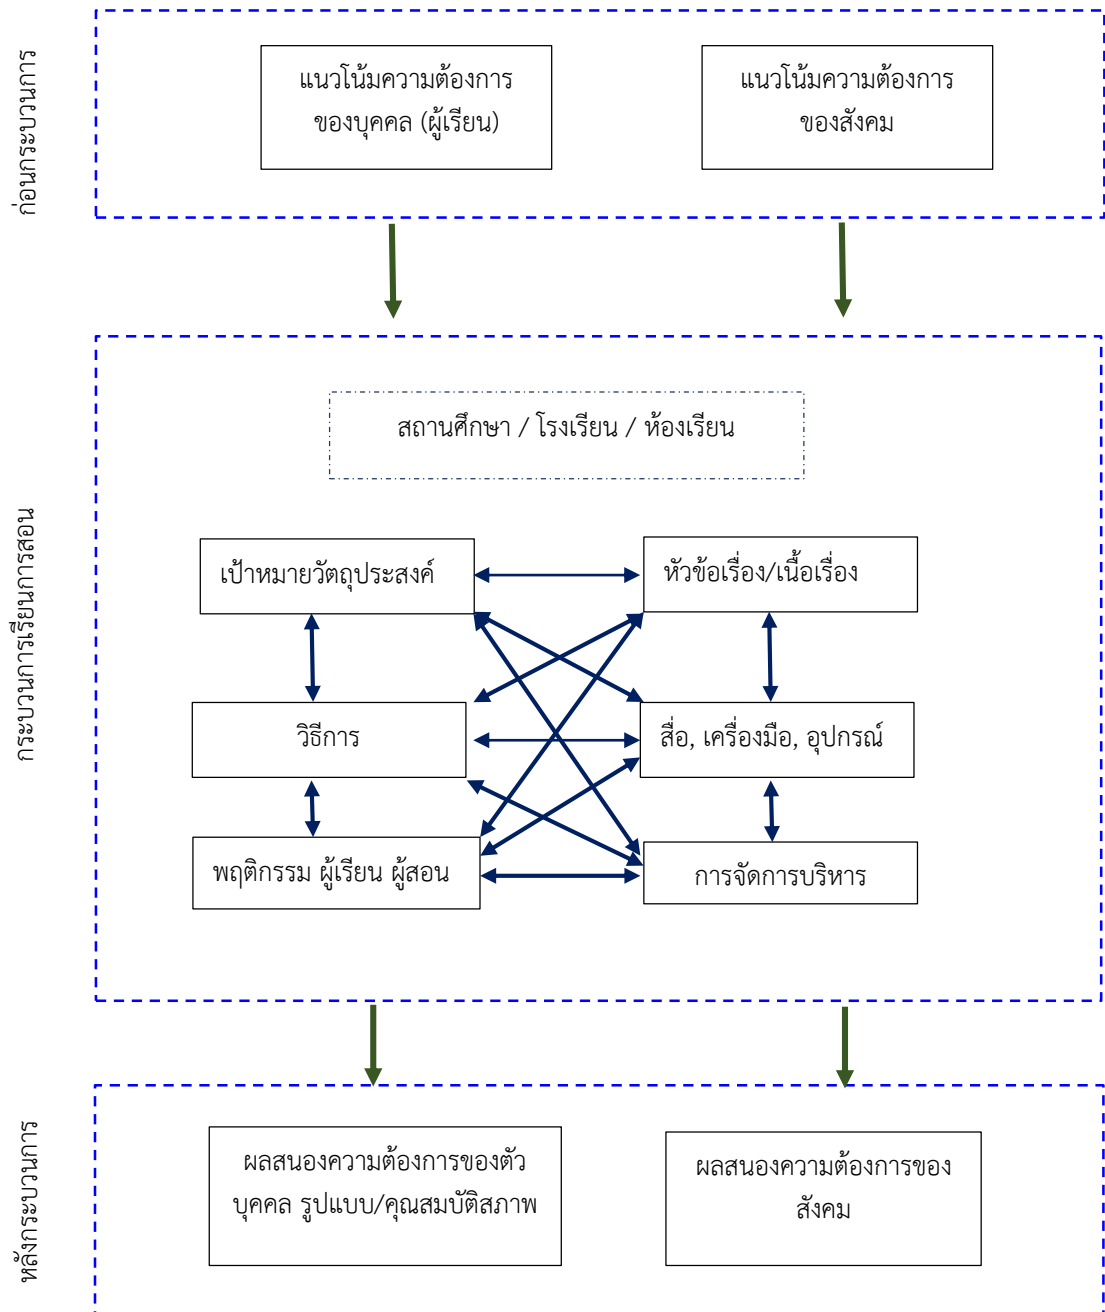 ก่อนกระบวนการ
แนวโน้มความต้องการ
ของบุคคล (ผู้เรียน)
แนวโน้มความต้องการ
ของสังคม
กระบวนการเรียนการสอน
สถานศึกษา / โรงเรียน / ห้องเรียน
เป้าหมายวัตถุประสงค์
หัวข้อเรื่อง/เนื้อเรื่อง
วิธีการ
สื่อ, เครื่องมือ, อุปกรณ์
พฤติกรรม ผู้เรียน ผู้สอน
การจัดการบริหาร
หลังกระบวนการ
ผลสนองความต้องการของตัว
บุคคล รูปแบบ/คุณสมบัติสภาพ
ผลสนองความต้องการของ
สังคม